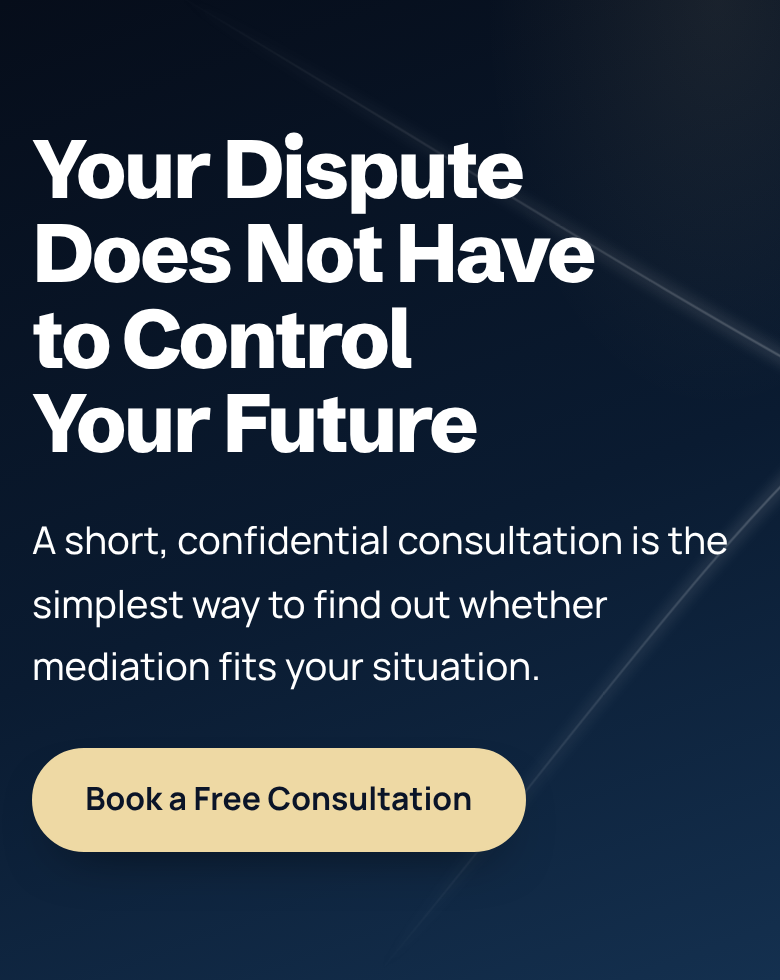 Your Dispute
Does Not Have
to Control
Your Future
A short, confidential consultation is the
simplest way to find out whether
mediation fits your situation.
Book a Free Consultation